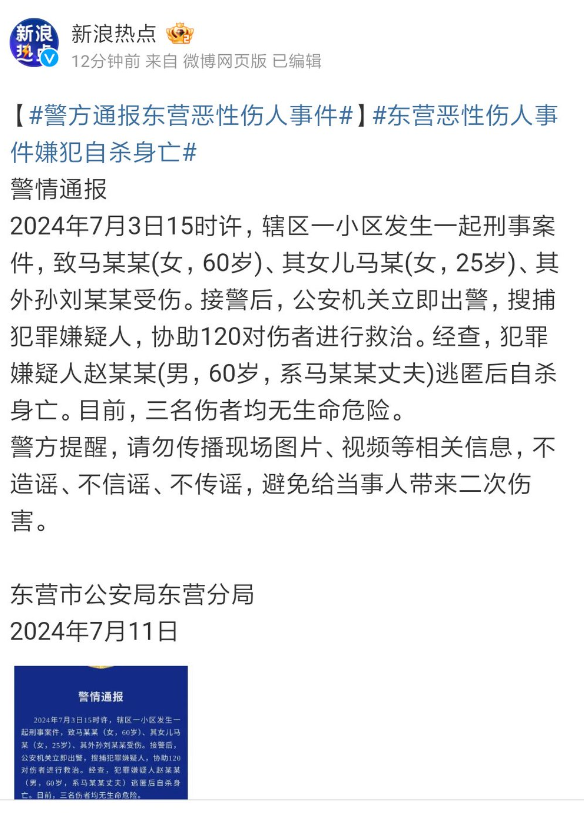 新浪
热点
新浪热点
12分钟前 来自 微博网页版 已编辑
【#警方通报东营恶性伤人事件#】#东营恶性伤人事
件嫌犯自杀身亡#
警情通报
2024年7月3日15时许，辖区一小区发生一起刑事案
件，致马某某(女，60岁)、其女儿马某(女，25岁)、其
外孙刘某某受伤。接警后，公安机关立即出警，搜捕
犯罪嫌疑人，协助120对伤者进行救治。经查，犯罪
嫌疑人赵某某(男，60岁，系马某某丈夫)逃匿后自杀
身亡。目前，三名伤者均无生命危险。
警方提醒，请勿传播现场图片、视频等相关信息，不
造谣、不信谣、不传谣，避免给当事人带来二次伤
害。
东营市公安局东营分局
2024年7月11日
警情通报
2024年7月3日15时许，辖区一小区发生一
起刑事案件，致马某某（女，60岁）、其女儿马
某（女，25岁）、其外孙刘某某受伤。接警后，
公安机关立即出警，搜捕犯罪嫌疑人，协助120
对伤者进行救治。经查，犯罪嫌疑人赵某某
（男，60岁，系马某某丈夫）逃匿后自杀身
亡。目前，三名伤者均无生命危险。